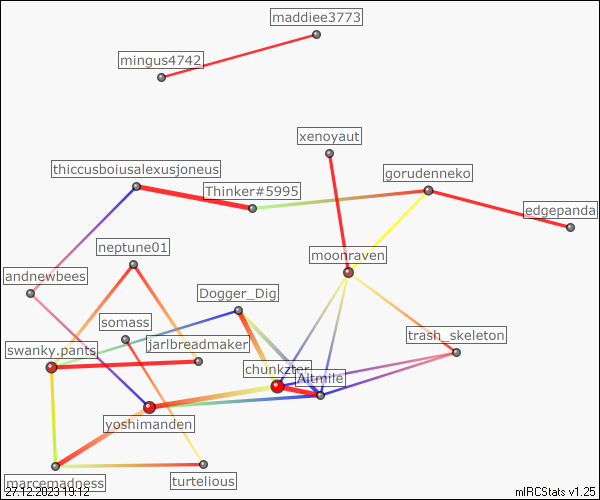 maddiee3773
mingus4742
xenoyaut
thiccusboiusalexusjoneus
gorudenneko
Thinker#5995
edgepanda
neptune01
moonraven
andnewbees
Dogger_Dig
somass
trash_skeleton
swanky.pants
jarlbreadmaker
chunkzter
Altmile
yoshimanden
marcemadness
turtelious
27.12.2023 19:12
mIRCStats v1.25